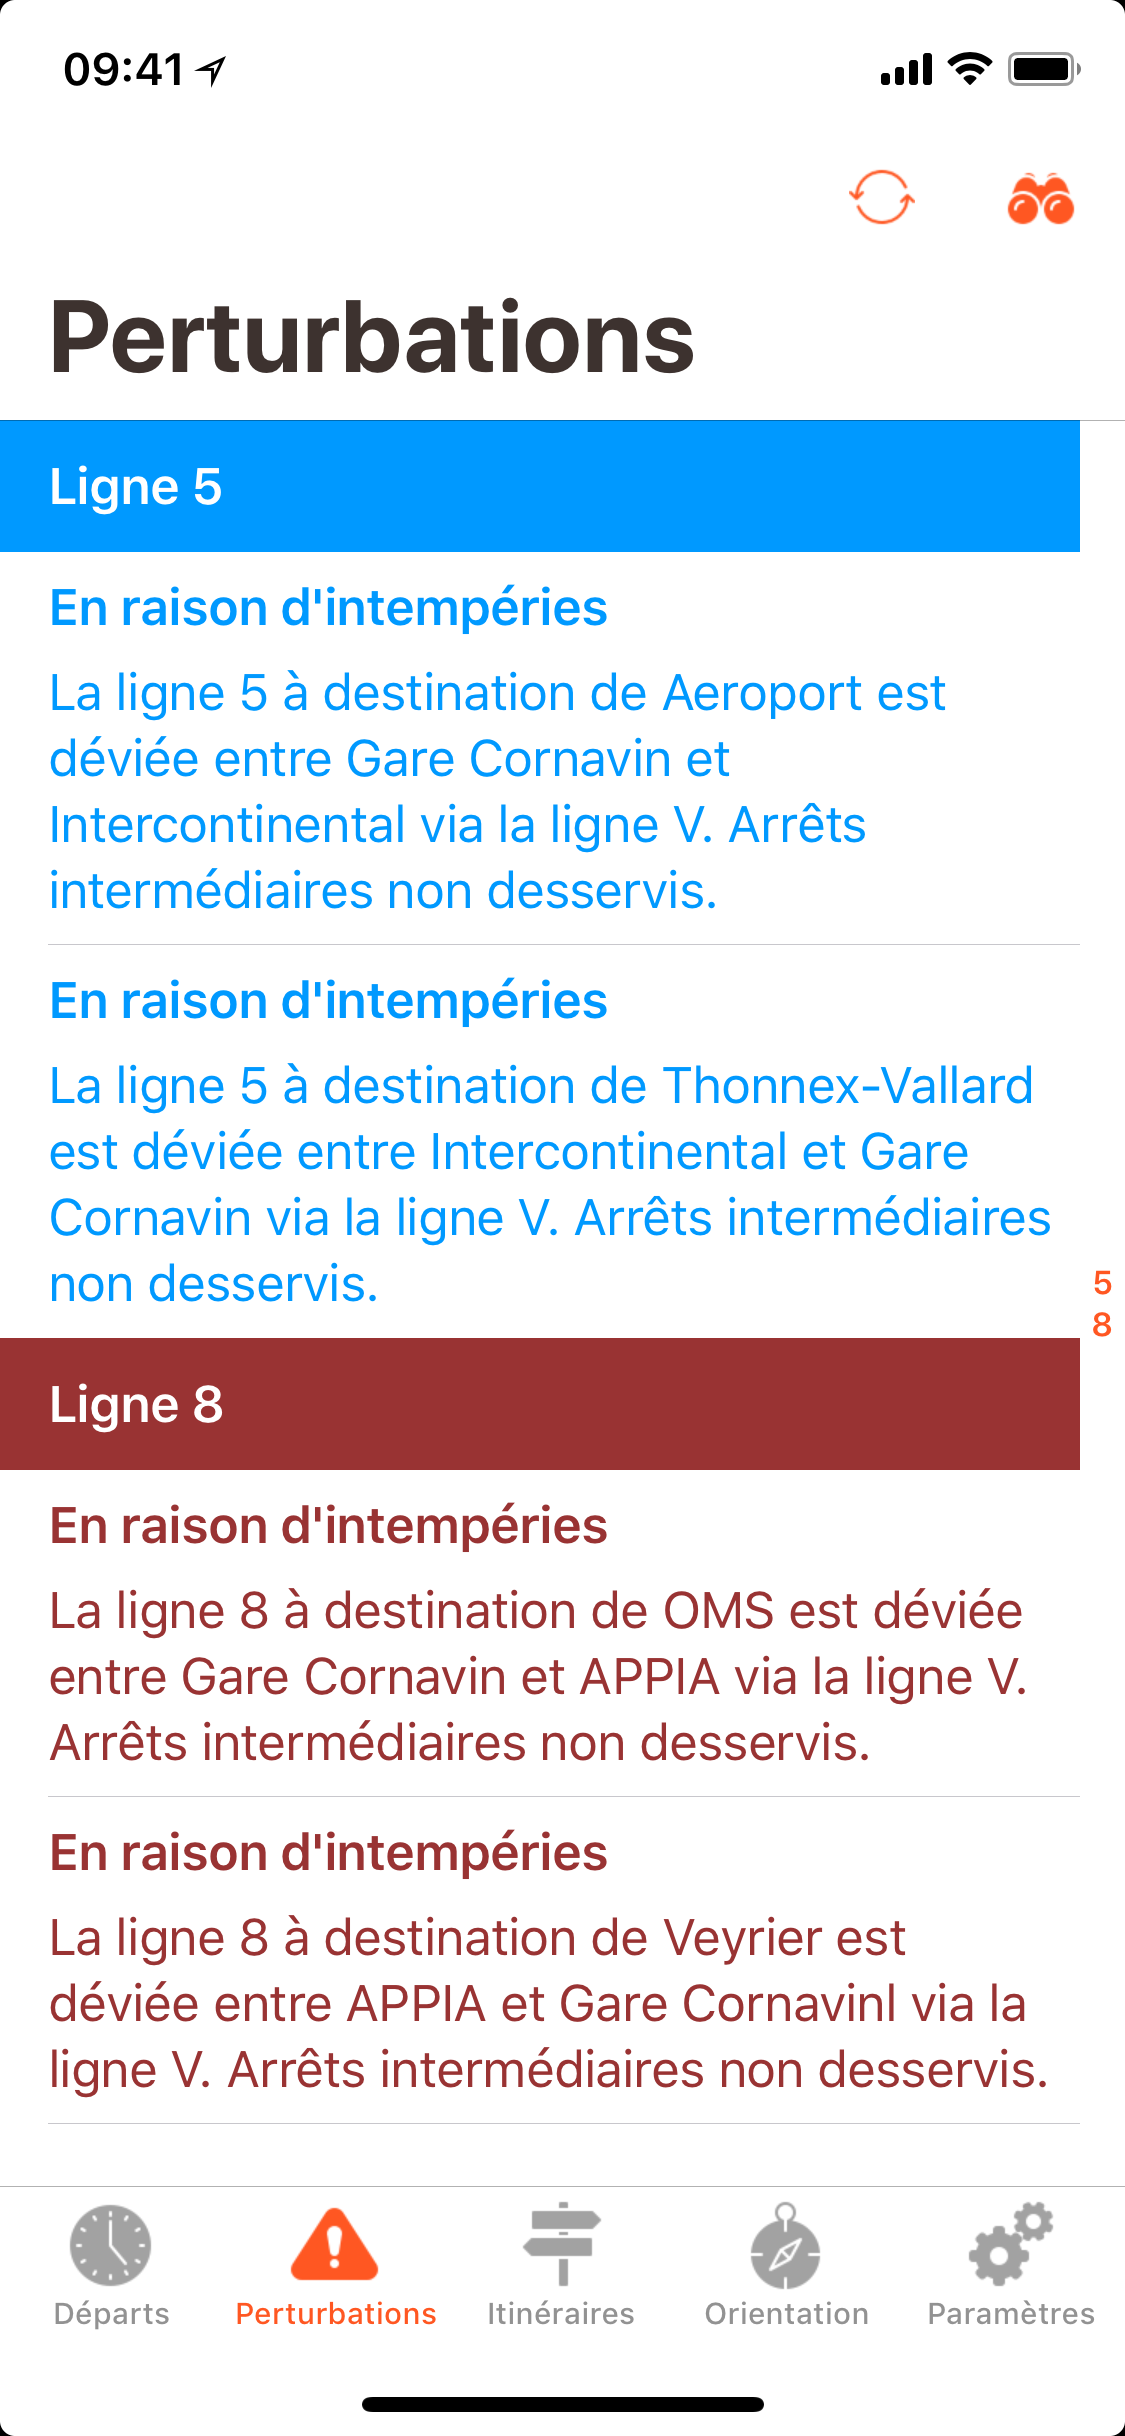 09:41
Perturbations
Ligne 5
En raison d'intempéries
La ligne 5 à destination de Aeroport est
déviée entre Gare Cornavin et
Intercontinental via la ligne V. Arrêts
intermédiaires non desservis.
En raison d'intempéries
La ligne 5 à destination de Thonnex-Vallard
est déviée entre Intercontinental et Gare
Cornavin via la ligne V. Arrêts intermédiaires
non desservis.
5
8
Ligne 8
En raison d'intempéries
La ligne 8 à destination de OMS est déviée
entre Gare Cornavin et APPIA via la ligne V.
Arrêts intermédiaires non desservis.
En raison d'intempéries
La ligne 8 à destination de Veyrier est
déviée entre APPIA et Gare Cornavinl via la
ligne V. Arrêts intermédiaires non desservis.
Départs Perturbations Itinéraires Orientation Paramètres